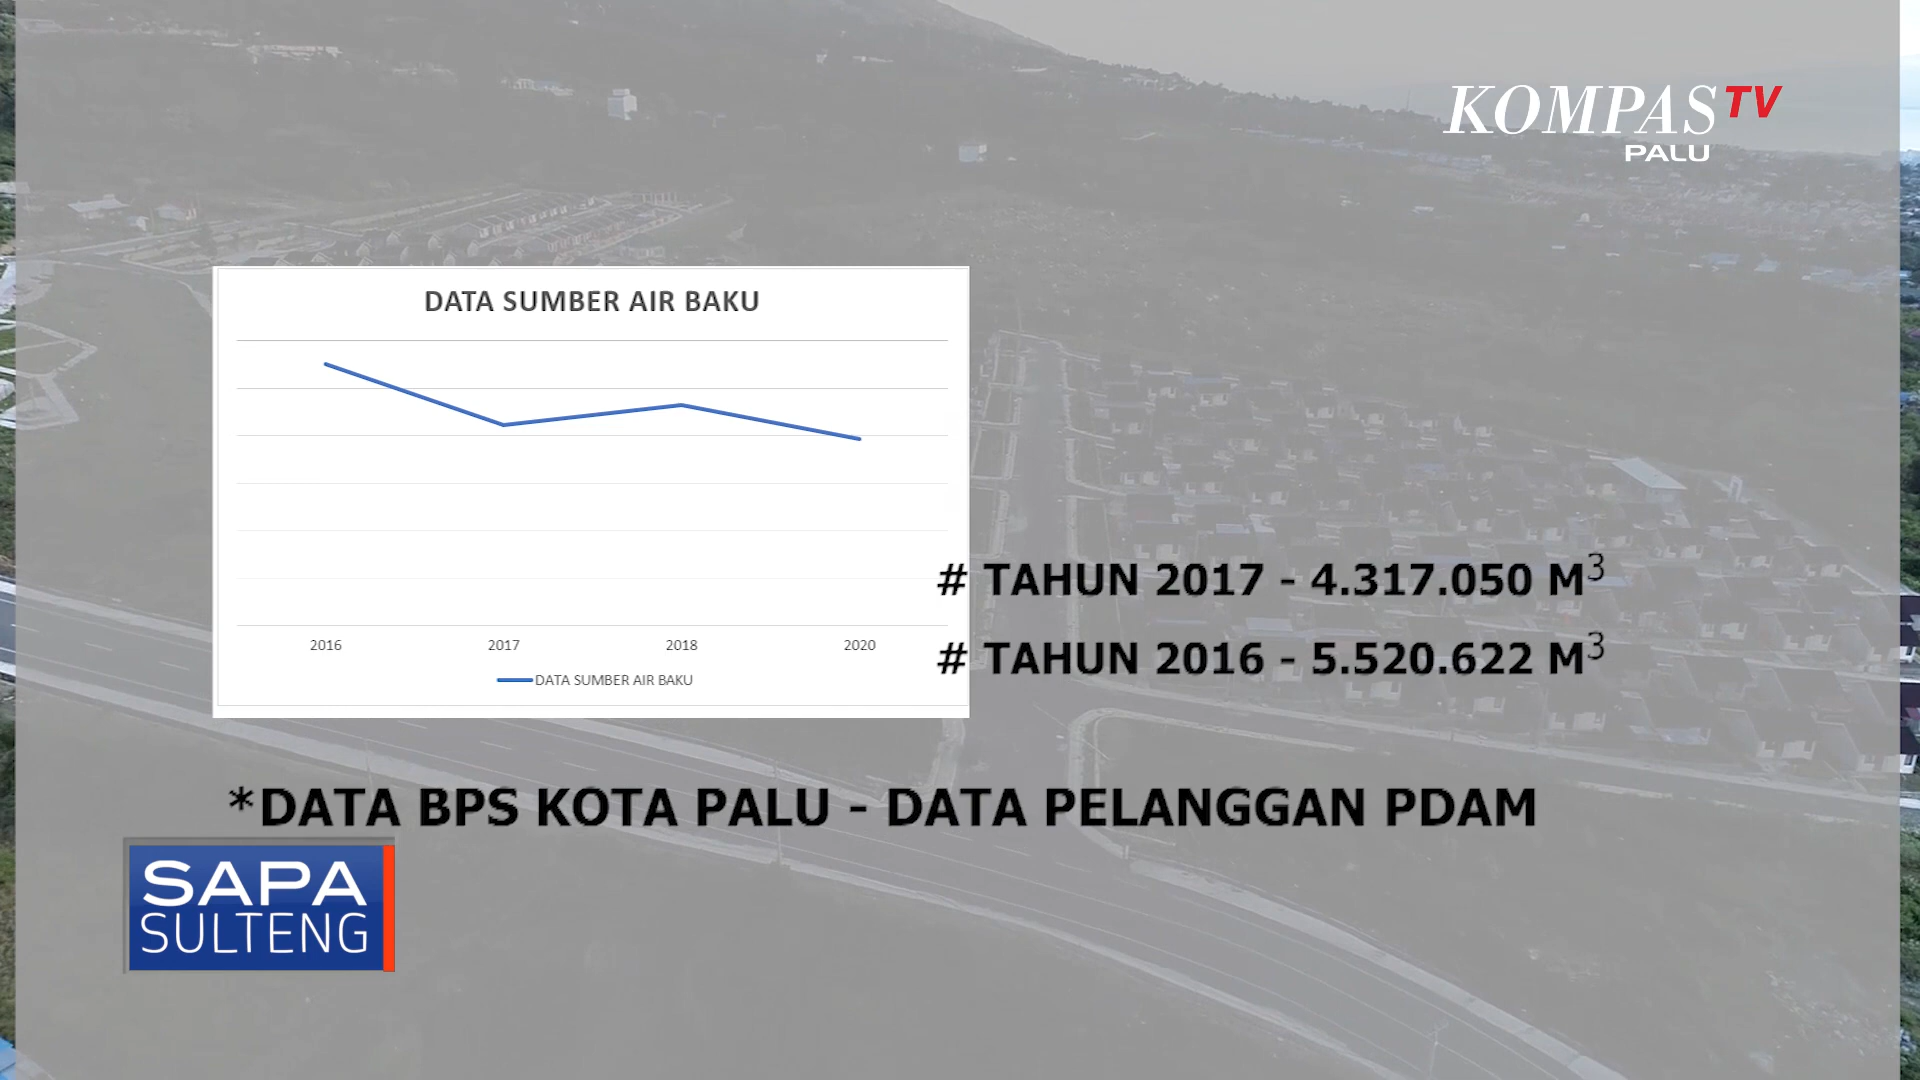 KOMPAS TV
PALU
DATA SUMBER AIR BAKU
2016 2017 2018 2020
DATA SUMBER AIR BAKU
# TAHUN 2017 - 4.317.050 M³
# TAHUN 2016 - 5.520.622 M³
*DATA BPS KOTA PALU - DATA PELANGGAN PDAM
SAPA
SULTENG